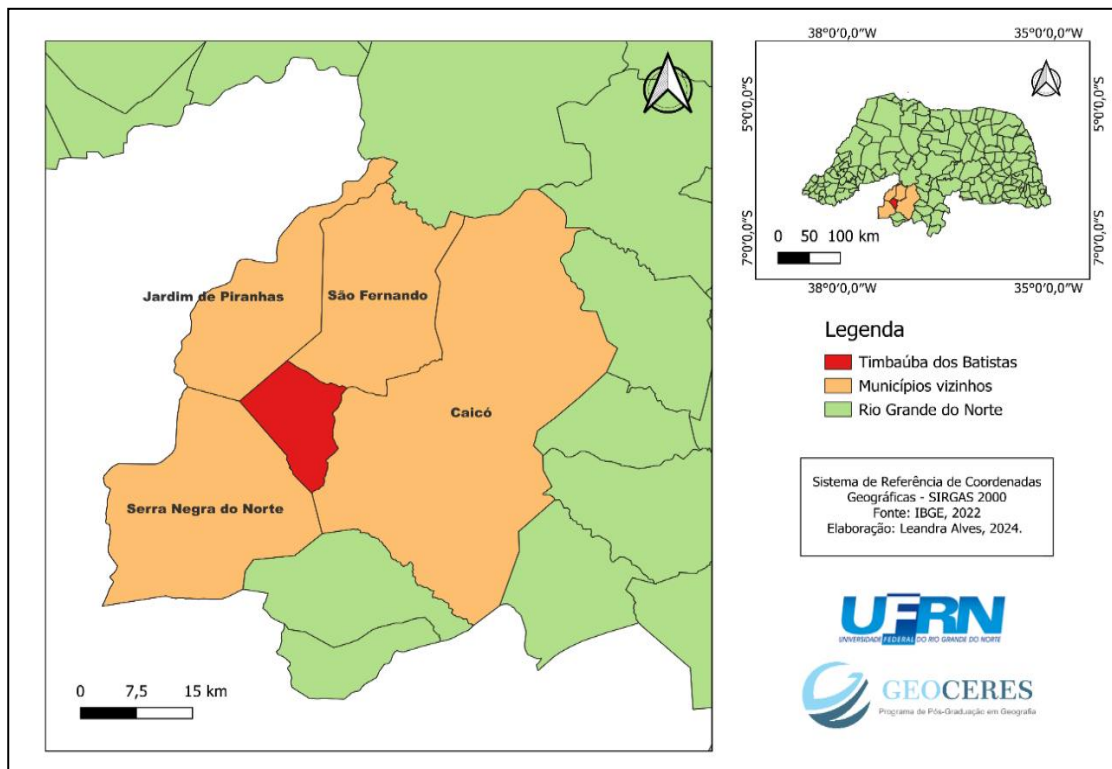 Jardim de Piranhas
São Fernando
Caicó
Serra Negra do Norte
0 7,5 15 km
38°0'0,0"W 35°0'0,0"W
5°0'0,0"S 5°0'0,0"S
7°0'0,0"S 7°0'0,0"S
0 50 100 km
38°0'0,0"W 35°0'0,0"W
Legenda
Timbaúba dos Batistas
Municípios vizinhos
Rio Grande do Norte
Sistema de Referência de Coordenadas
Geográficas - SIRGAS 2000
Fonte: IBGE, 2022
Elaboração: Leandra Alves, 2024.
UFRN
UNIVERSIDADE FEDERAL DO RIO GRANDE DO NORTE
GEOCERES
Programa de Pós-Graduação em Geografia